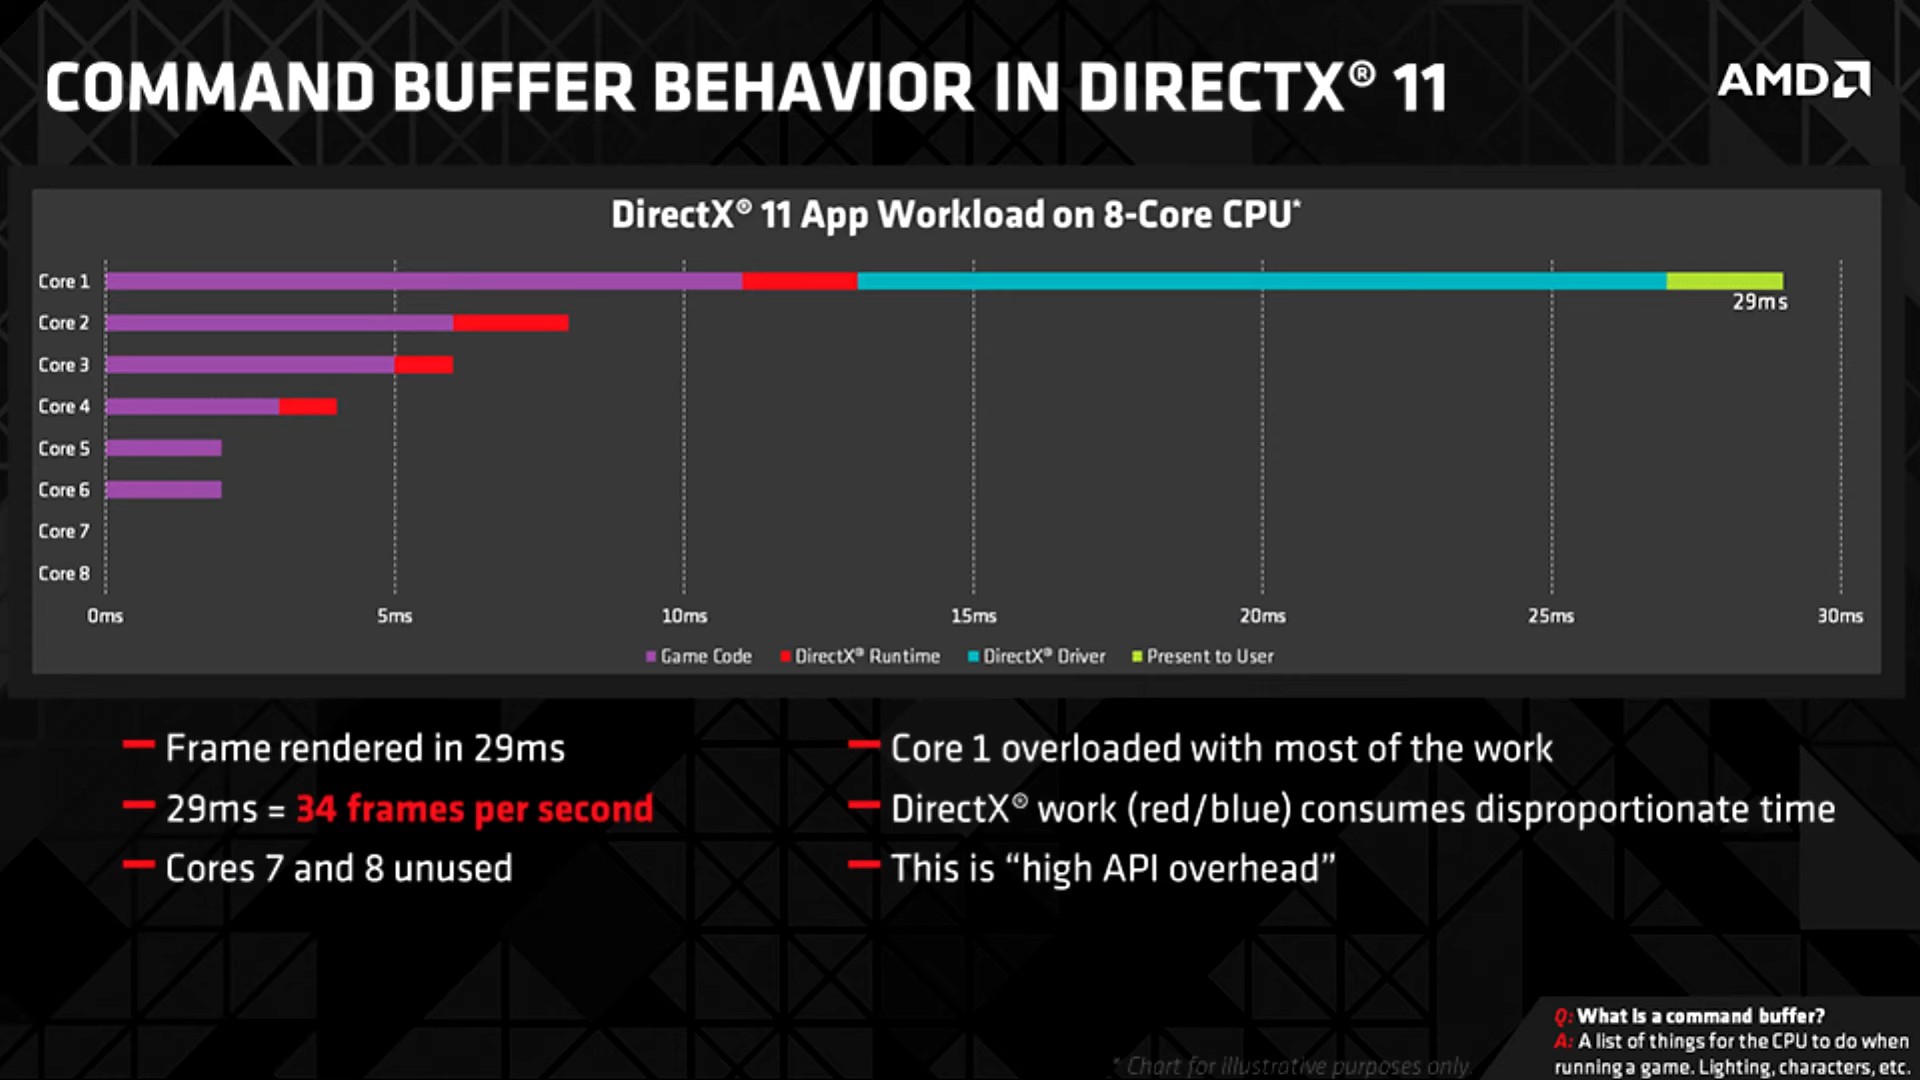 COMMAND BUFFER BEHAVIOR IN DIRECTX® 11
AMD
DirectX® 11 App Workload on 8-Core CPU*
Core 1
29ms
Core 2
Core 3
Core 4
Core 5
Core 6
Core 7
Core 8
0ms 5ms 10ms 15ms 20ms 25ms 30ms
Game Code DirectX® Runtime DirectX® Driver Present to User
Frame rendered in 29ms
29ms = 34 frames per second
Cores 7 and 8 unused
Core 1 overloaded with most of the work
DirectX® work (red/blue) consumes disproportionate time
This is “high API overhead”
* Chart for illustrative purposes only.
Q: What is a command buffer?
A: A list of things for the CPU to do when
running a game. Lighting, characters, etc.